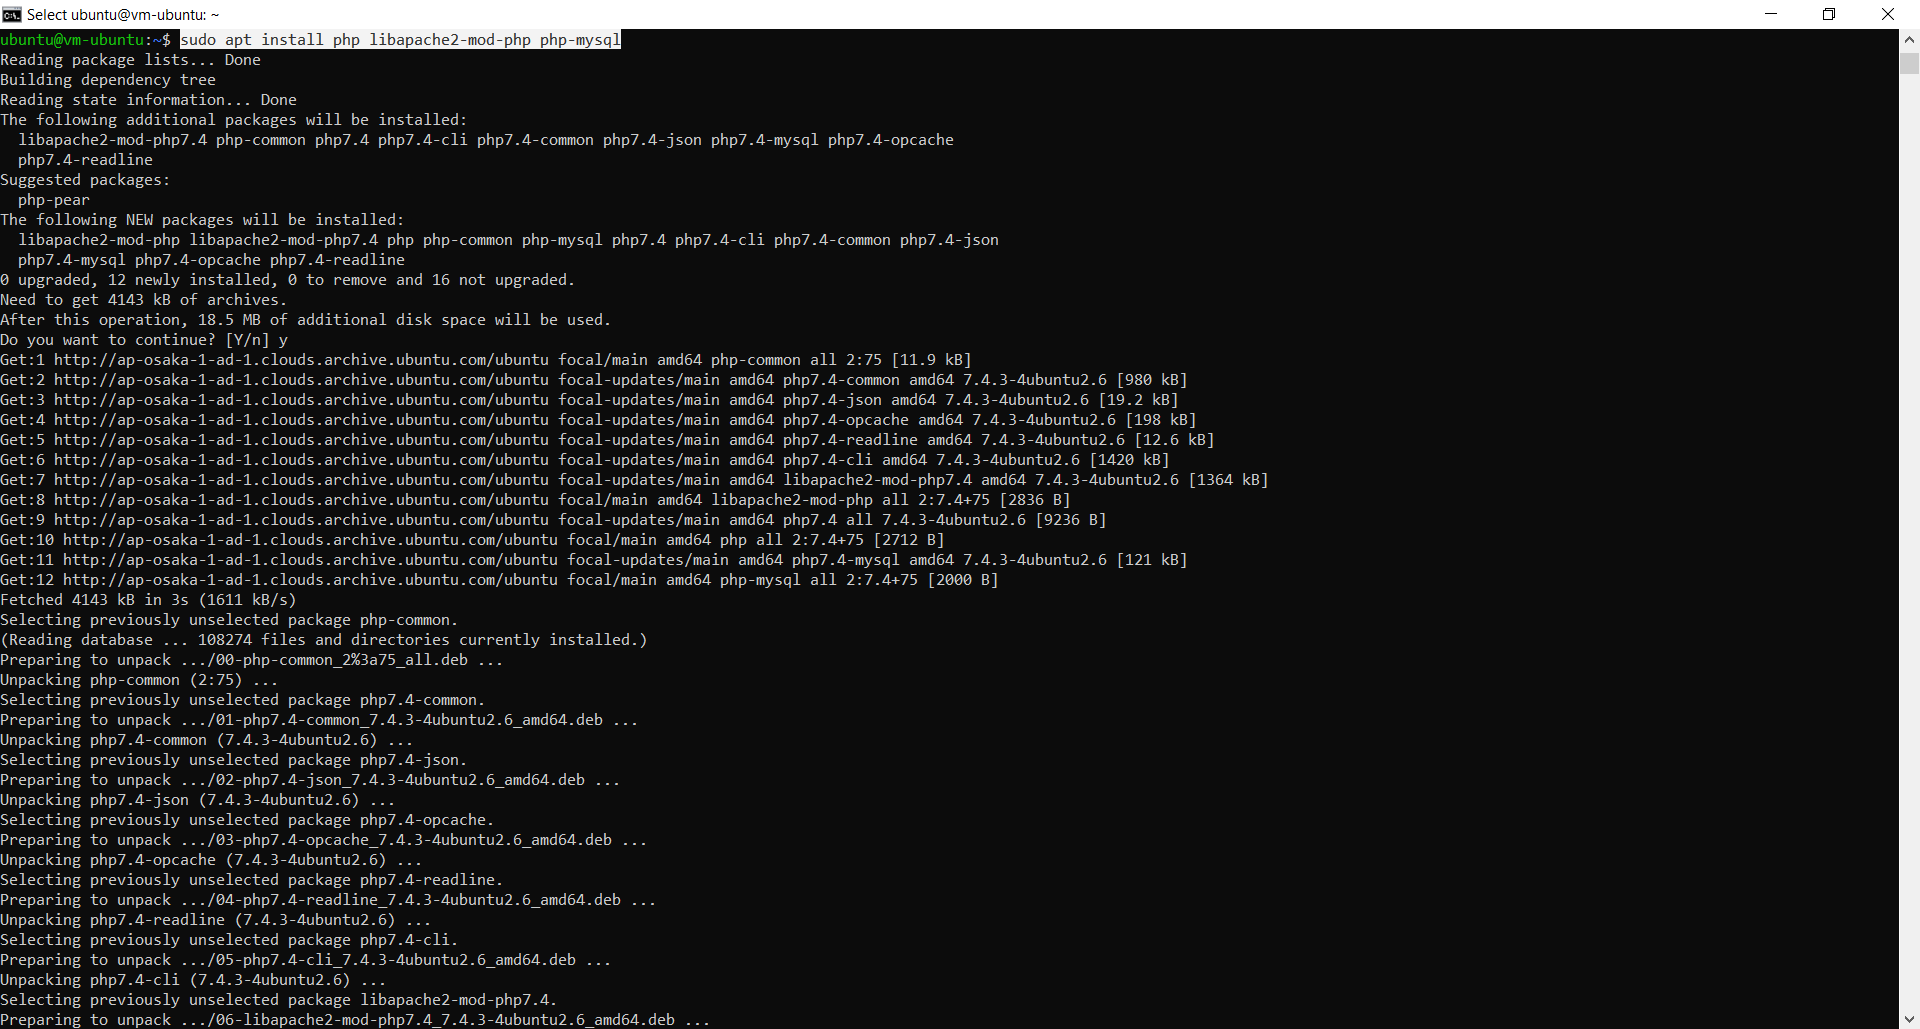 Select ubuntu@vm-ubuntu: ~
ubuntu@vm-ubuntu:~$ sudo apt install php libapache2-mod-php php-mysql
Reading package lists... Done
Building dependency tree
Reading state information... Done
The following additional packages will be installed:
  libapache2-mod-php7.4 php-common php7.4 php7.4-cli php7.4-common php7.4-json php7.4-mysql php7.4-opcache
  php7.4-readline
Suggested packages:
  php-pear
The following NEW packages will be installed:
  libapache2-mod-php libapache2-mod-php7.4 php php-common php-mysql php7.4 php7.4-cli php7.4-common php7.4-json
  php7.4-mysql php7.4-opcache php7.4-readline
0 upgraded, 12 newly installed, 0 to remove and 16 not upgraded.
Need to get 4143 kB of archives.
After this operation, 18.5 MB of additional disk space will be used.
Do you want to continue? [Y/n] y
Get:1 http://ap-osaka-1-ad-1.clouds.archive.ubuntu.com/ubuntu focal/main amd64 php-common all 2:75 [11.9 kB]
Get:2 http://ap-osaka-1-ad-1.clouds.archive.ubuntu.com/ubuntu focal-updates/main amd64 php7.4-common amd64 7.4.3-4ubuntu2.6 [980 kB]
Get:3 http://ap-osaka-1-ad-1.clouds.archive.ubuntu.com/ubuntu focal-updates/main amd64 php7.4-json amd64 7.4.3-4ubuntu2.6 [19.2 kB]
Get:4 http://ap-osaka-1-ad-1.clouds.archive.ubuntu.com/ubuntu focal-updates/main amd64 php7.4-opcache amd64 7.4.3-4ubuntu2.6 [198 kB]
Get:5 http://ap-osaka-1-ad-1.clouds.archive.ubuntu.com/ubuntu focal-updates/main amd64 php7.4-readline amd64 7.4.3-4ubuntu2.6 [12.6 kB]
Get:6 http://ap-osaka-1-ad-1.clouds.archive.ubuntu.com/ubuntu focal-updates/main amd64 php7.4-cli amd64 7.4.3-4ubuntu2.6 [1420 kB]
Get:7 http://ap-osaka-1-ad-1.clouds.archive.ubuntu.com/ubuntu focal-updates/main amd64 libapache2-mod-php7.4 amd64 7.4.3-4ubuntu2.6 [1364 kB]
Get:8 http://ap-osaka-1-ad-1.clouds.archive.ubuntu.com/ubuntu focal/main amd64 libapache2-mod-php all 2:7.4+75 [2836 B]
Get:9 http://ap-osaka-1-ad-1.clouds.archive.ubuntu.com/ubuntu focal-updates/main amd64 php7.4 all 7.4.3-4ubuntu2.6 [9236 B]
Get:10 http://ap-osaka-1-ad-1.clouds.archive.ubuntu.com/ubuntu focal/main amd64 php all 2:7.4+75 [2712 B]
Get:11 http://ap-osaka-1-ad-1.clouds.archive.ubuntu.com/ubuntu focal-updates/main amd64 php7.4-mysql amd64 7.4.3-4ubuntu2.6 [121 kB]
Get:12 http://ap-osaka-1-ad-1.clouds.archive.ubuntu.com/ubuntu focal/main amd64 php-mysql all 2:7.4+75 [2000 B]
Fetched 4143 kB in 3s (1611 kB/s)
Selecting previously unselected package php-common.
(Reading database ... 108274 files and directories currently installed.)
Preparing to unpack .../00-php-common_2%3a75_all.deb ...
Unpacking php-common (2:75) ...
Selecting previously unselected package php7.4-common.
Preparing to unpack .../01-php7.4-common_7.4.3-4ubuntu2.6_amd64.deb ...
Unpacking php7.4-common (7.4.3-4ubuntu2.6) ...
Selecting previously unselected package php7.4-json.
Preparing to unpack .../02-php7.4-json_7.4.3-4ubuntu2.6_amd64.deb ...
Unpacking php7.4-json (7.4.3-4ubuntu2.6) ...
Selecting previously unselected package php7.4-opcache.
Preparing to unpack .../03-php7.4-opcache_7.4.3-4ubuntu2.6_amd64.deb ...
Unpacking php7.4-opcache (7.4.3-4ubuntu2.6) ...
Selecting previously unselected package php7.4-readline.
Preparing to unpack .../04-php7.4-readline_7.4.3-4ubuntu2.6_amd64.deb ...
Unpacking php7.4-readline (7.4.3-4ubuntu2.6) ...
Selecting previously unselected package php7.4-cli.
Preparing to unpack .../05-php7.4-cli_7.4.3-4ubuntu2.6_amd64.deb ...
Unpacking php7.4-cli (7.4.3-4ubuntu2.6) ...
Selecting previously unselected package libapache2-mod-php7.4.
Preparing to unpack .../06-libapache2-mod-php7.4_7.4.3-4ubuntu2.6_amd64.deb ...